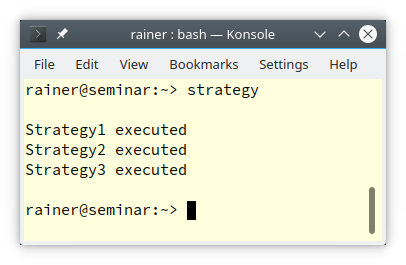 rainer : bash — Konsole
File Edit View Bookmarks Settings Help
rainer@seminar:~> strategy
Strategy1 executed
Strategy2 executed
Strategy3 executed
rainer@seminar:~>